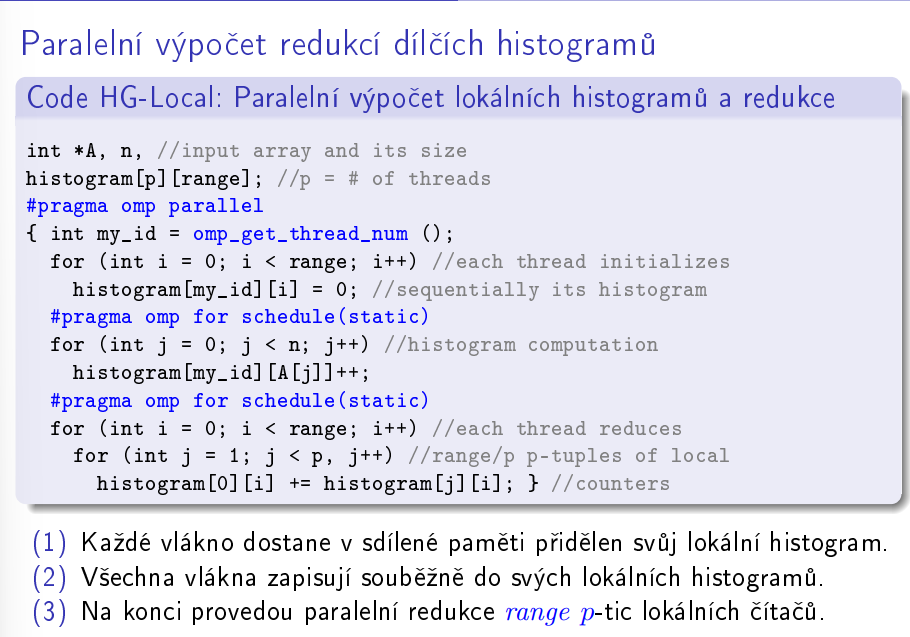 Paralelní výpočet redukcí dílčích histogramů
Code HG-Local: Paralelní výpočet lokálních histogramů a redukce
int *A, n, //input array and its size
histogram[p][range]; //p = # of threads
#pragma omp parallel
{ int my_id = omp_get_thread_num ();
for (int i = 0; i < range; i++) //each thread initializes
histogram[my_id][i] = 0; //sequentially its histogram
#pragma omp for schedule(static)
for (int j = 0; j < n; j++) //histogram computation
histogram[my_id][A[j]]++;
#pragma omp for schedule(static)
for (int i = 0; i < range; i++) //each thread reduces
for (int j = 1; j < p, j++) //range/p p-tuples of local
histogram[0][i] += histogram[j][i]; } //counters
(1) Každé vlákno dostane v sdílené paměti přidělen svůj lokální histogram.
(2) Všechna vlákna zapisují souběžně do svých lokálních histogramů.
(3) Na konci provedou paralelní redukce range p-tic lokálních čítačů.